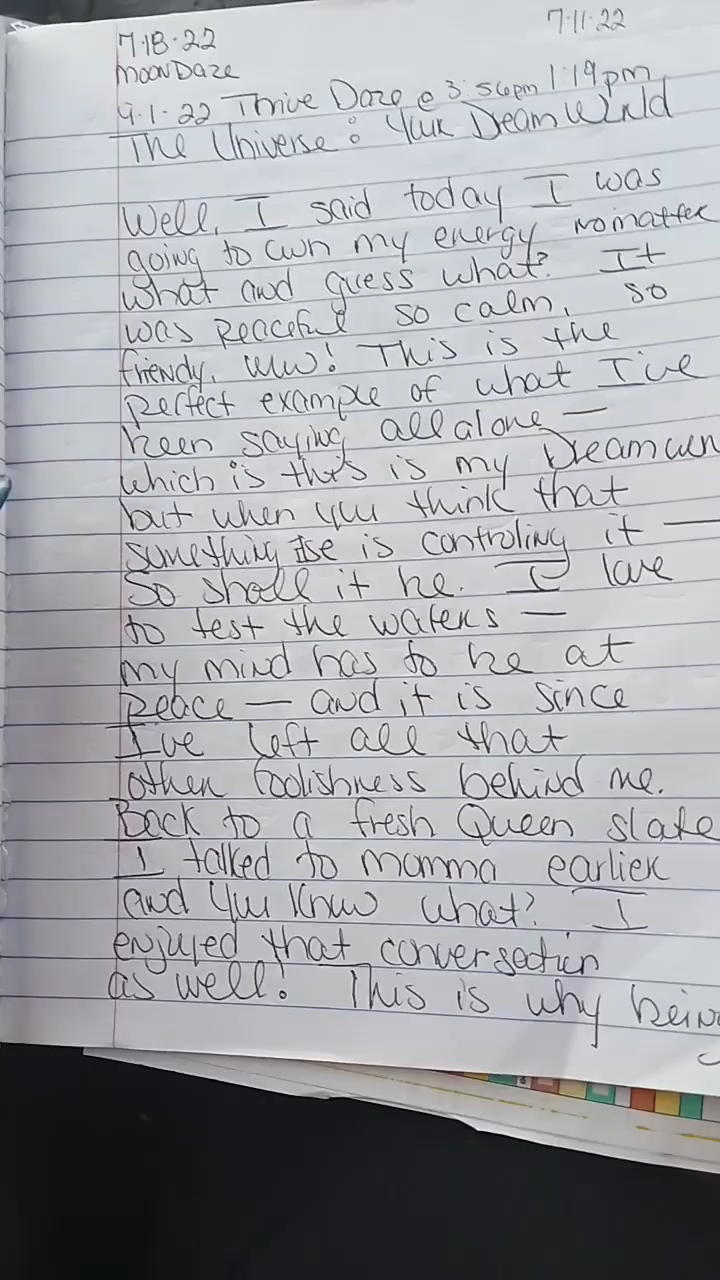 7·11·22
7·18·22
MoonDaze
9·1·22 Thrive Daze @ 3:56pm 1:19pm
The Universe: Your Dream World
Well, I said today I was
going to own my energy no matter
what and guess what? It
was peaceful so calm, so
friendy, wow! This is the
perfect example of what I've
been saying all alone —
which is this is my Dream
but when you think that
something else is controling it —
So shall it be. I love
to test the waters —
my mind has to be at
peace — and it is since
I've left all that
other foolishness behind me.
Back to a fresh Queen slate
I talked to momma earlier
and you know what? I
enjoyed that conversation
as well! This is why being